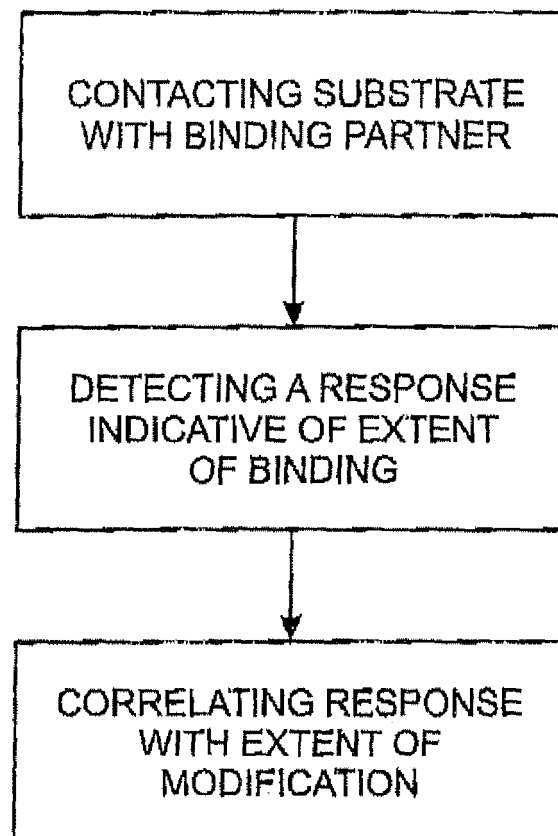 CONTACTING SUBSTRATE
WITH BINDING PARTNER
DETECTING A RESPONSE
INDICATIVE OF EXTENT
OF BINDING
CORRELATING RESPONSE
WITH EXTENT OF
MODIFICATION